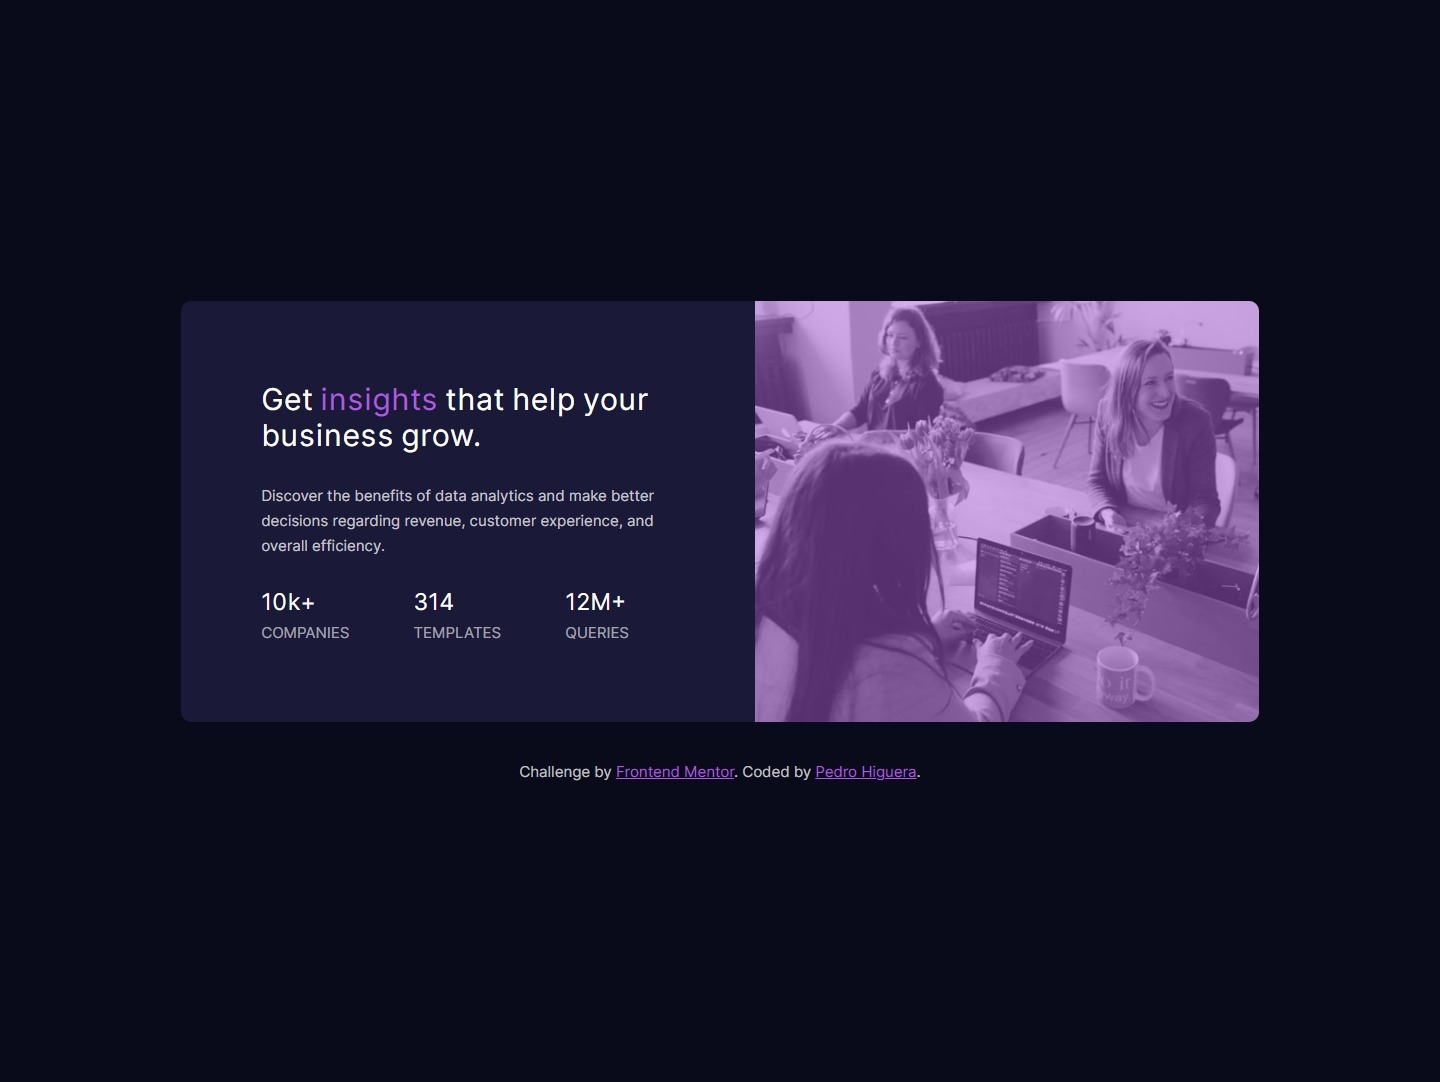 Get insights that help your
business grow.
Discover the benefits of data analytics and make better
decisions regarding revenue, customer experience, and
overall efficiency.
10k+ 314 12M+
COMPANIES TEMPLATES QUERIES
Challenge by Frontend Mentor. Coded by Pedro Higuera.